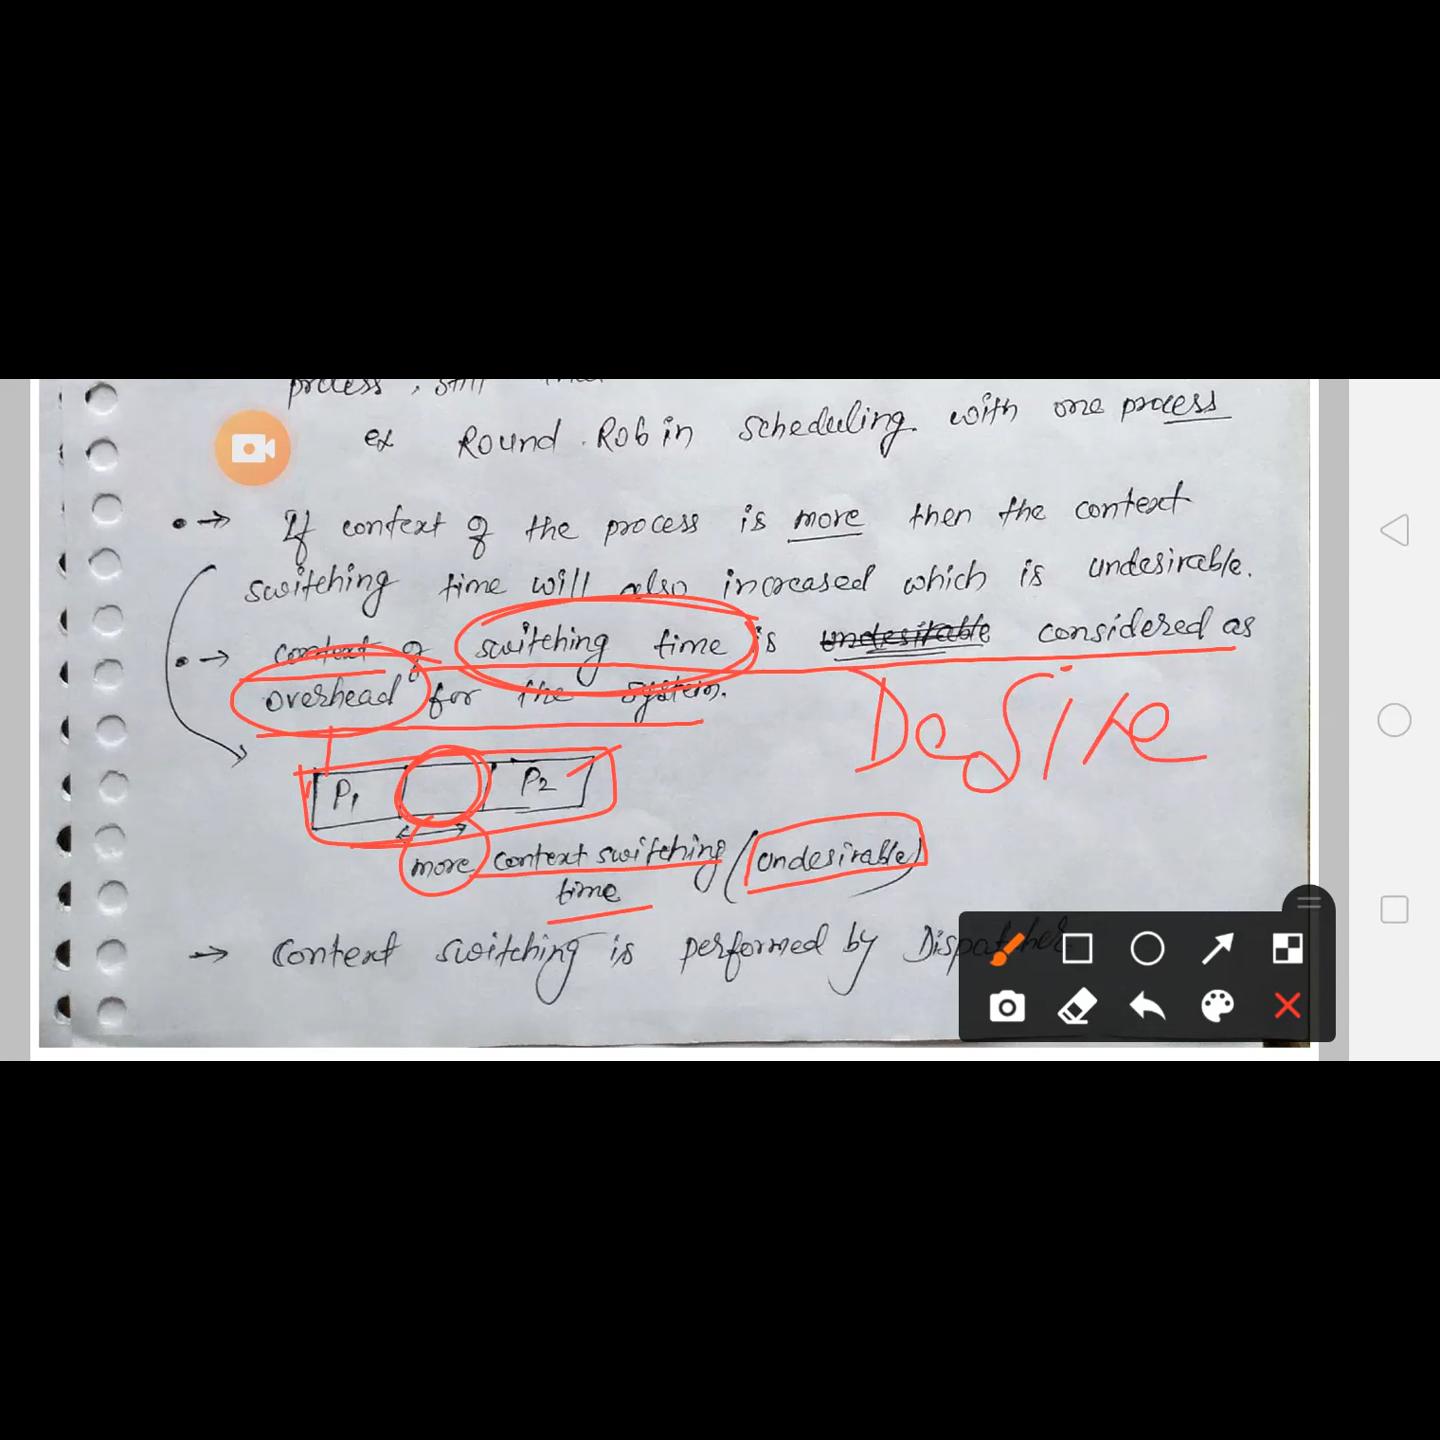 process, still
ex Round Robin scheduling. with one process
• → If context of the process is more then the context
switching time will also increased which is undesirable.
• → context of switching time is undesirable considered as
overhead for the system.
Desire
P1 P2
more context switching (undesirable)
time
→ Context switching is performed by Dispatcher